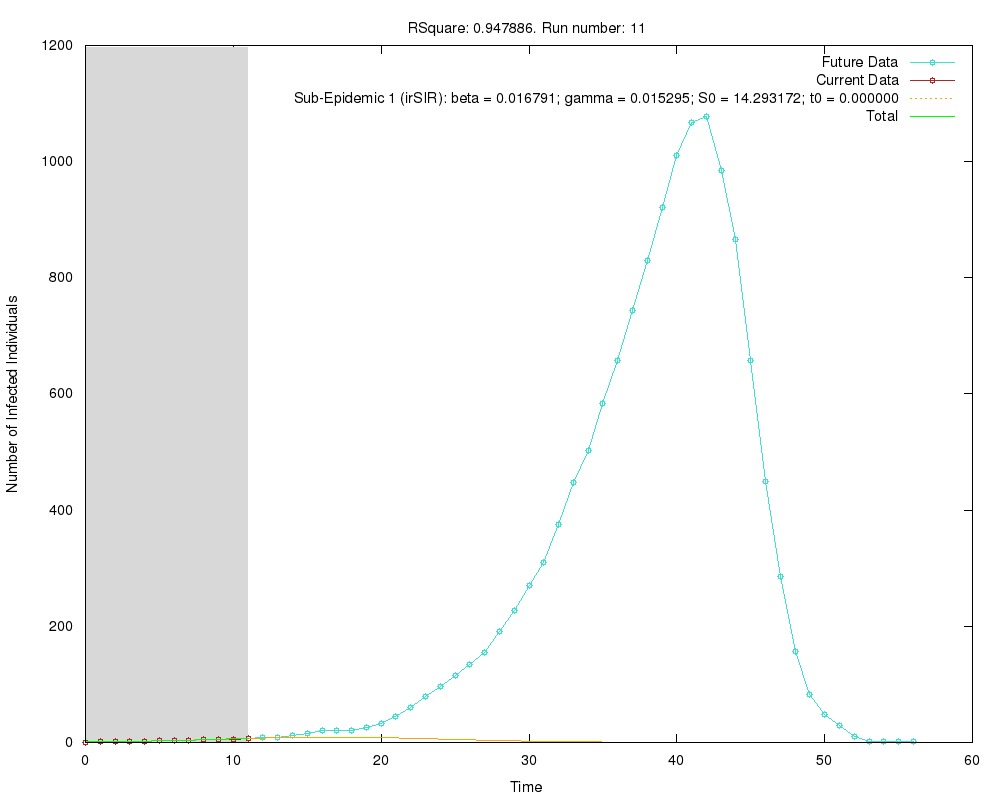 RSquare: 0.947886. Run number: 11
1200
1000
800
600
400
200
0
Number of Infected Individuals
Future Data
Current Data
Sub-Epidemic 1 (irSIR): beta = 0.016791; gamma = 0.015295; S0 = 14.293172; t0 = 0.000000
Total
0 10 20 30 40 50 60
Time